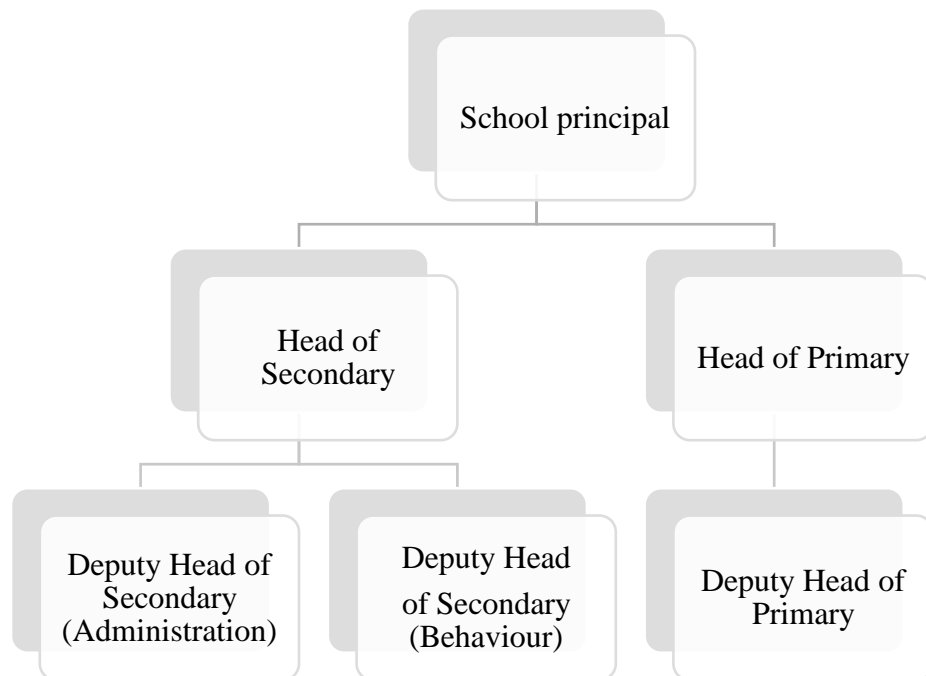 School principal
Head of
Secondary
Head of Primary
Deputy Head of
Secondary
(Administration)
Deputy Head
of Secondary
(Behaviour)
Deputy Head of
Primary